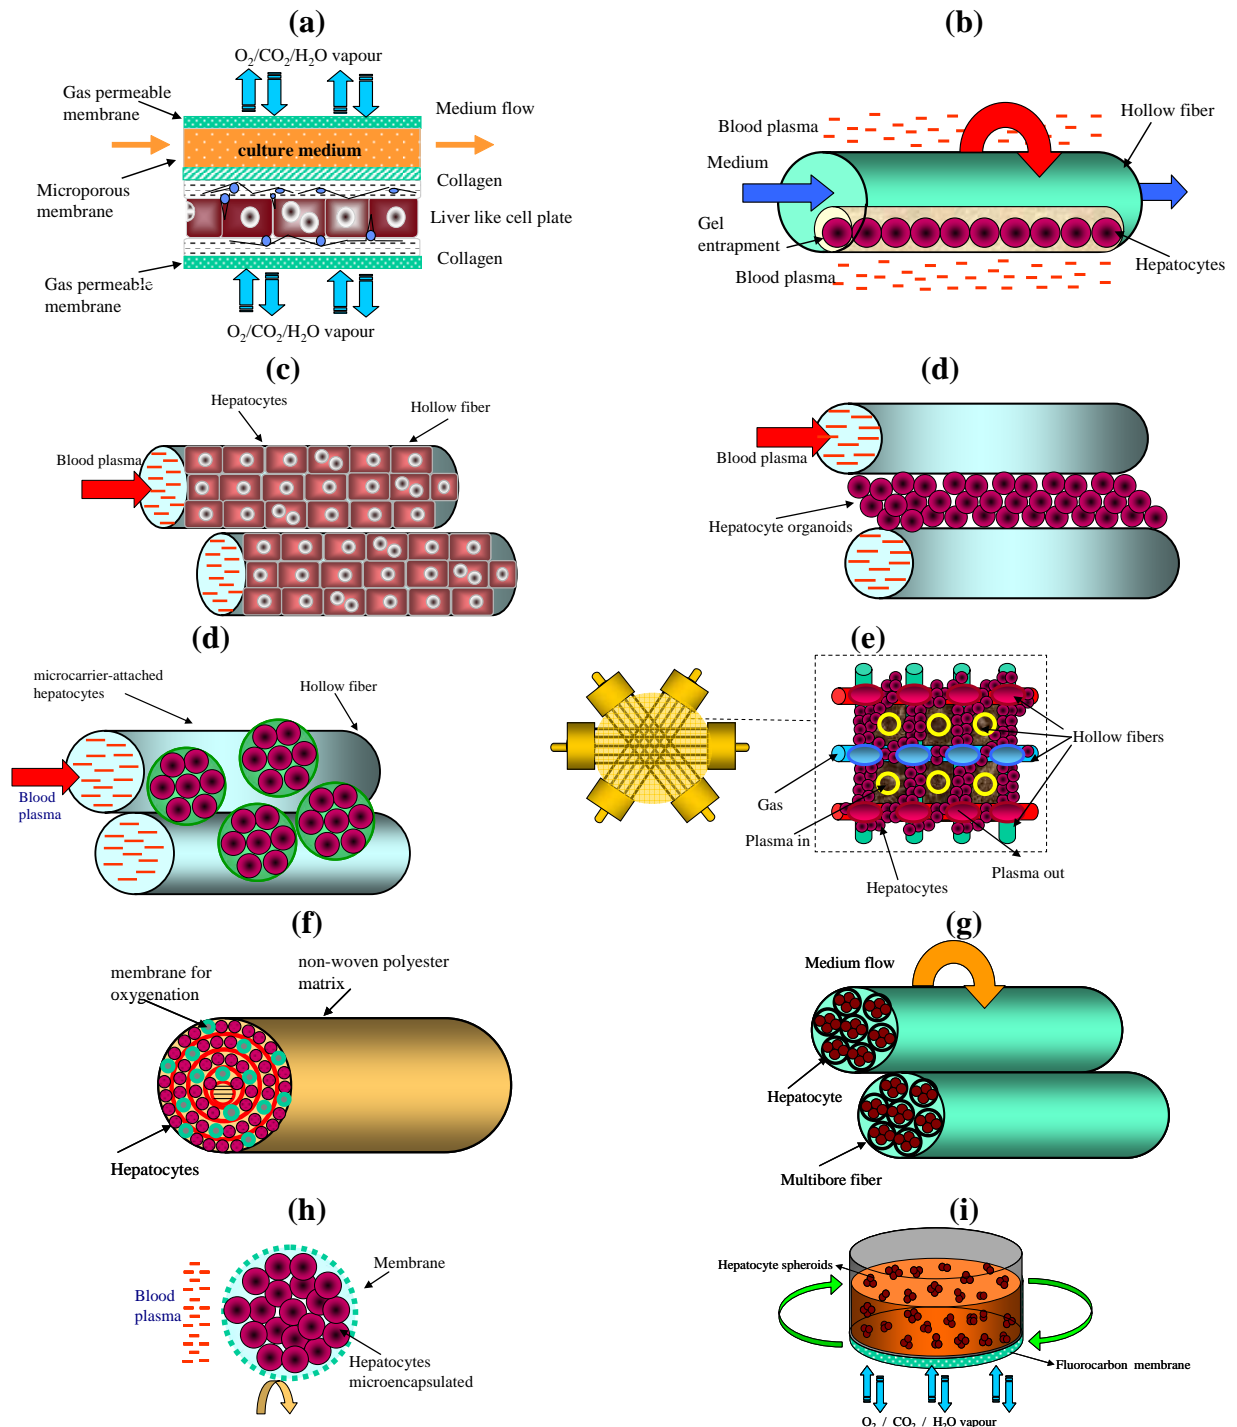 (a)
O₂/CO₂/H₂O vapour
Gas permeable
membrane
Medium flow
culture medium
Microporous
membrane
Collagen
Liver like cell plate
Collagen
Gas permeable
membrane
O₂/CO₂/H₂O vapour
(b)
Hollow fiber
Blood plasma
Medium
Gel
entrapment
Hepatocytes
Blood plasma
(c)
Hepatocytes
Hollow fiber
Blood plasma
(d)
Blood plasma
Hepatocyte organoids
(d)
microcarrier-attached
hepatocytes
Hollow fiber
Blood
plasma
(e)
Hollow fibers
Gas
Plasma in
Plasma out
Hepatocytes
(f)
membrane for
oxygenation
non-woven polyester
matrix
Hepatocytes
(g)
Medium flow
Hepatocyte
Multibore fiber
(h)
Membrane
Blood
plasma
Hepatocytes
microencapsulated
(i)
Hepatocyte spheroids
Fluorocarbon membrane
O₂ / CO₂ / H₂O vapour